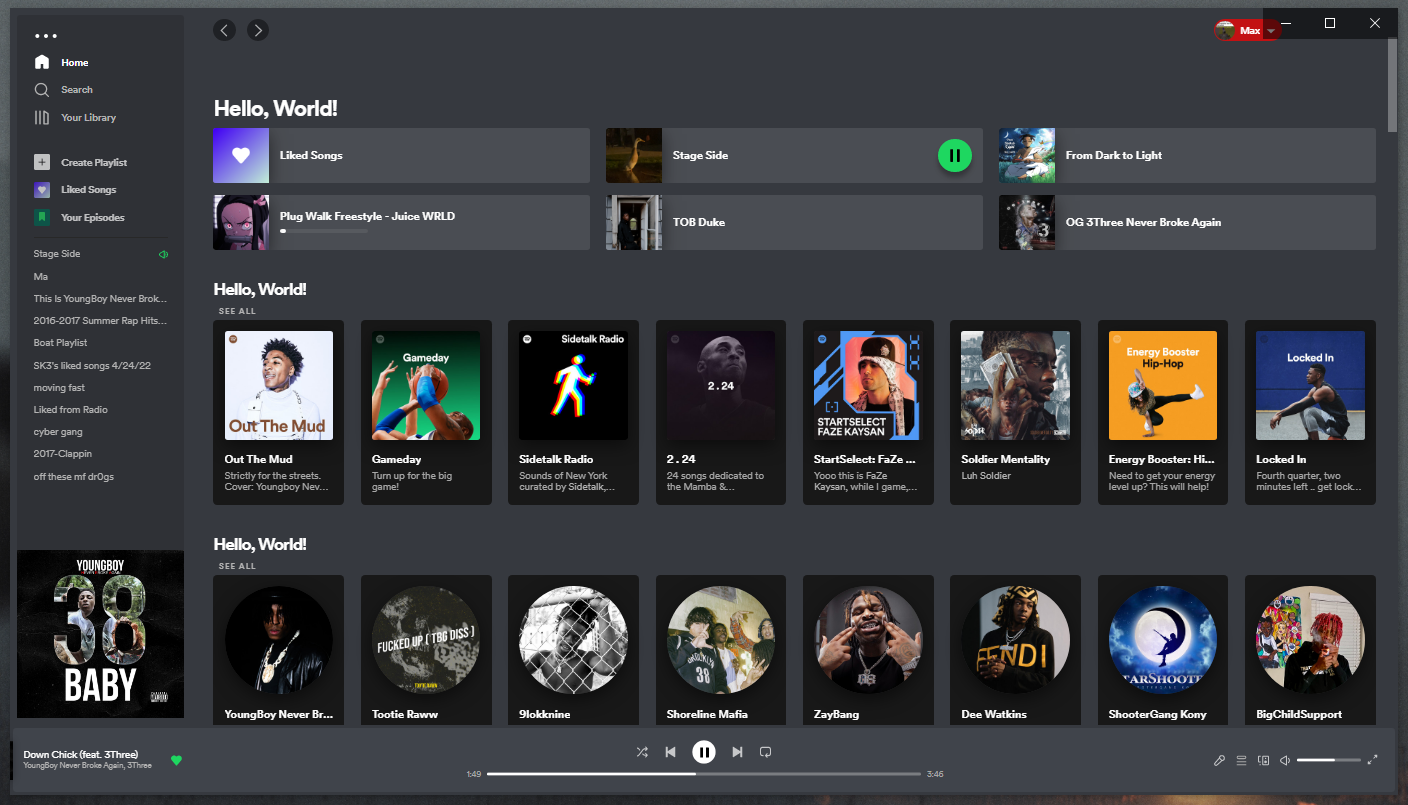 Max
Home
Search
Your Library
Create Playlist
Liked Songs
Your Episodes
Stage Side
Ma
This Is YoungBoy Never Brok...
2016-2017 Summer Rap Hits...
Boat Playlist
SK3's liked songs 4/24/22
moving fast
Liked from Radio
cyber gang
2017-Clappin
off these mf dr0gs
YOUNGBOY
38
BABY
Hello, World!
Liked Songs
Stage Side
From Dark to Light
Plug Walk Freestyle - Juice WRLD
TOB Duke
OG 3Three Never Broke Again
Hello, World!
SEE ALL
Out The Mud
Gameday
Sidetalk Radio
2.24
STARTSELECT
FAZE KAYSAN
Energy Booster
Hip-Hop
Locked In
Out The Mud
Strictly for the streets.
Cover: Youngboy Nev...
Gameday
Turn up for the big
game!
Sidetalk Radio
Sounds of New York
curated by Sidetalk,...
2 . 24
24 songs dedicated to
the Mamba &...
StartSelect: FaZe ...
Yooo this is FaZe
Kaysan, while I game,...
Soldier Mentality
Luh Soldier
Energy Booster: Hi...
Need to get your energy
level up? This will help!
Locked In
Fourth quarter, two
minutes left .. get lock...
Hello, World!
SEE ALL
FUCKED UP [ TBG DISS ]
38
FENDI
YoungBoy Never Br...
Tootie Raww
9lokknine
Shoreline Mafia
ZayBang
Dee Watkins
ShooterGang Kony
BigChildSupport
Down Chick (feat. 3Three)
YoungBoy Never Broke Again, 3Three
1:49
3:46